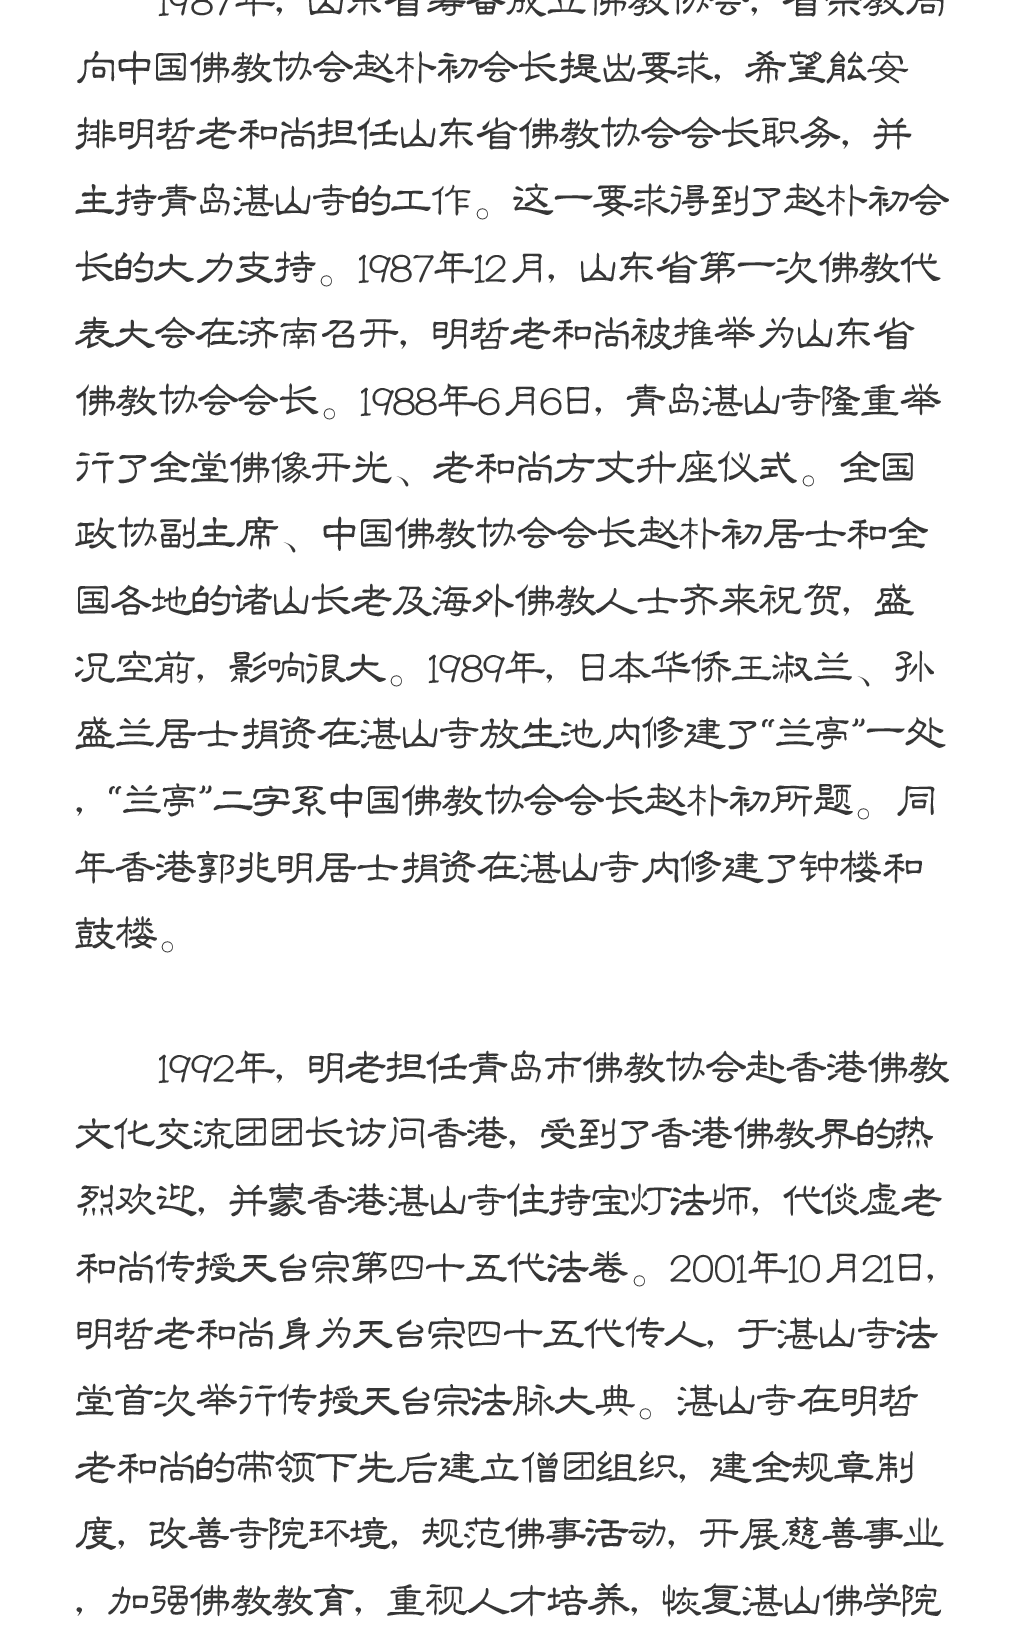 1987年，山东省筹备成立佛教协会，省宗教局
向中国佛教协会赵朴初会长提出要求，希望能安
排明哲老和尚担任山东省佛教协会会长职务，并
主持青岛湛山寺的工作。这一要求得到了赵朴初会
长的大力支持。1987年12月，山东省第一次佛教代
表大会在济南召开，明哲老和尚被推举为山东省
佛教协会会长。1988年6月6日，青岛湛山寺隆重举
行了全堂佛像开光、老和尚方丈升座仪式。全国
政协副主席、中国佛教协会会长赵朴初居士和全
国各地的诸山长老及海外佛教人士齐来祝贺，盛
况空前，影响很大。1989年，日本华侨王淑兰、孙
盛兰居士捐资在湛山寺放生池内修建了“兰亭”一处
，“兰亭”二字系中国佛教协会会长赵朴初所题。同
年香港郭兆明居士捐资在湛山寺内修建了钟楼和
鼓楼。
1992年，明老担任青岛市佛教协会赴香港佛教
文化交流团团长访问香港，受到了香港佛教界的热
烈欢迎，并蒙香港湛山寺住持宝灯法师，代倓虚老
和尚传授天台宗第四十五代法卷。2001年10月21日，
明哲老和尚身为天台宗四十五代传人，于湛山寺法
堂首次举行传授天台宗法脉大典。湛山寺在明哲
老和尚的带领下先后建立僧团组织，建全规章制
度，改善寺院环境，规范佛事活动，开展慈善事业
，加强佛教教育，重视人才培养，恢复湛山佛学院